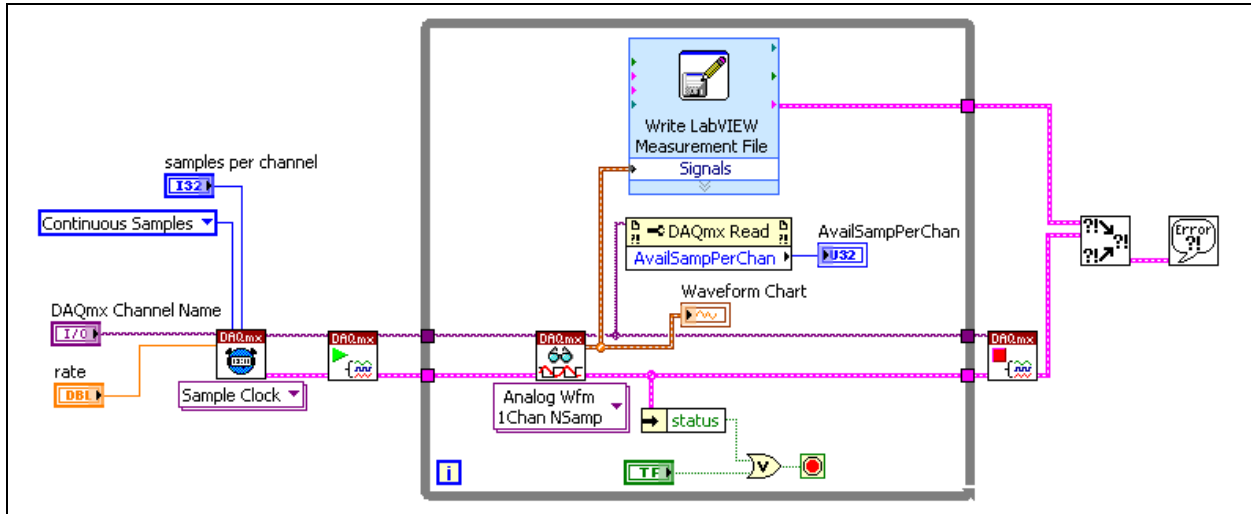 Write LabVIEW
Measurement File
Signals
samples per channel
I32
Continuous Samples
DAQmx Read
AvailSampPerChan
AvailSampPerChan
U32
Waveform Chart
DAQmx Channel Name
I/O
DAQmx
DAQmx
DAQmx
DAQmx
rate
DBL
Sample Clock
Analog Wfm
1Chan NSamp
status
TF
i
?!
?!
?!
Error
?!